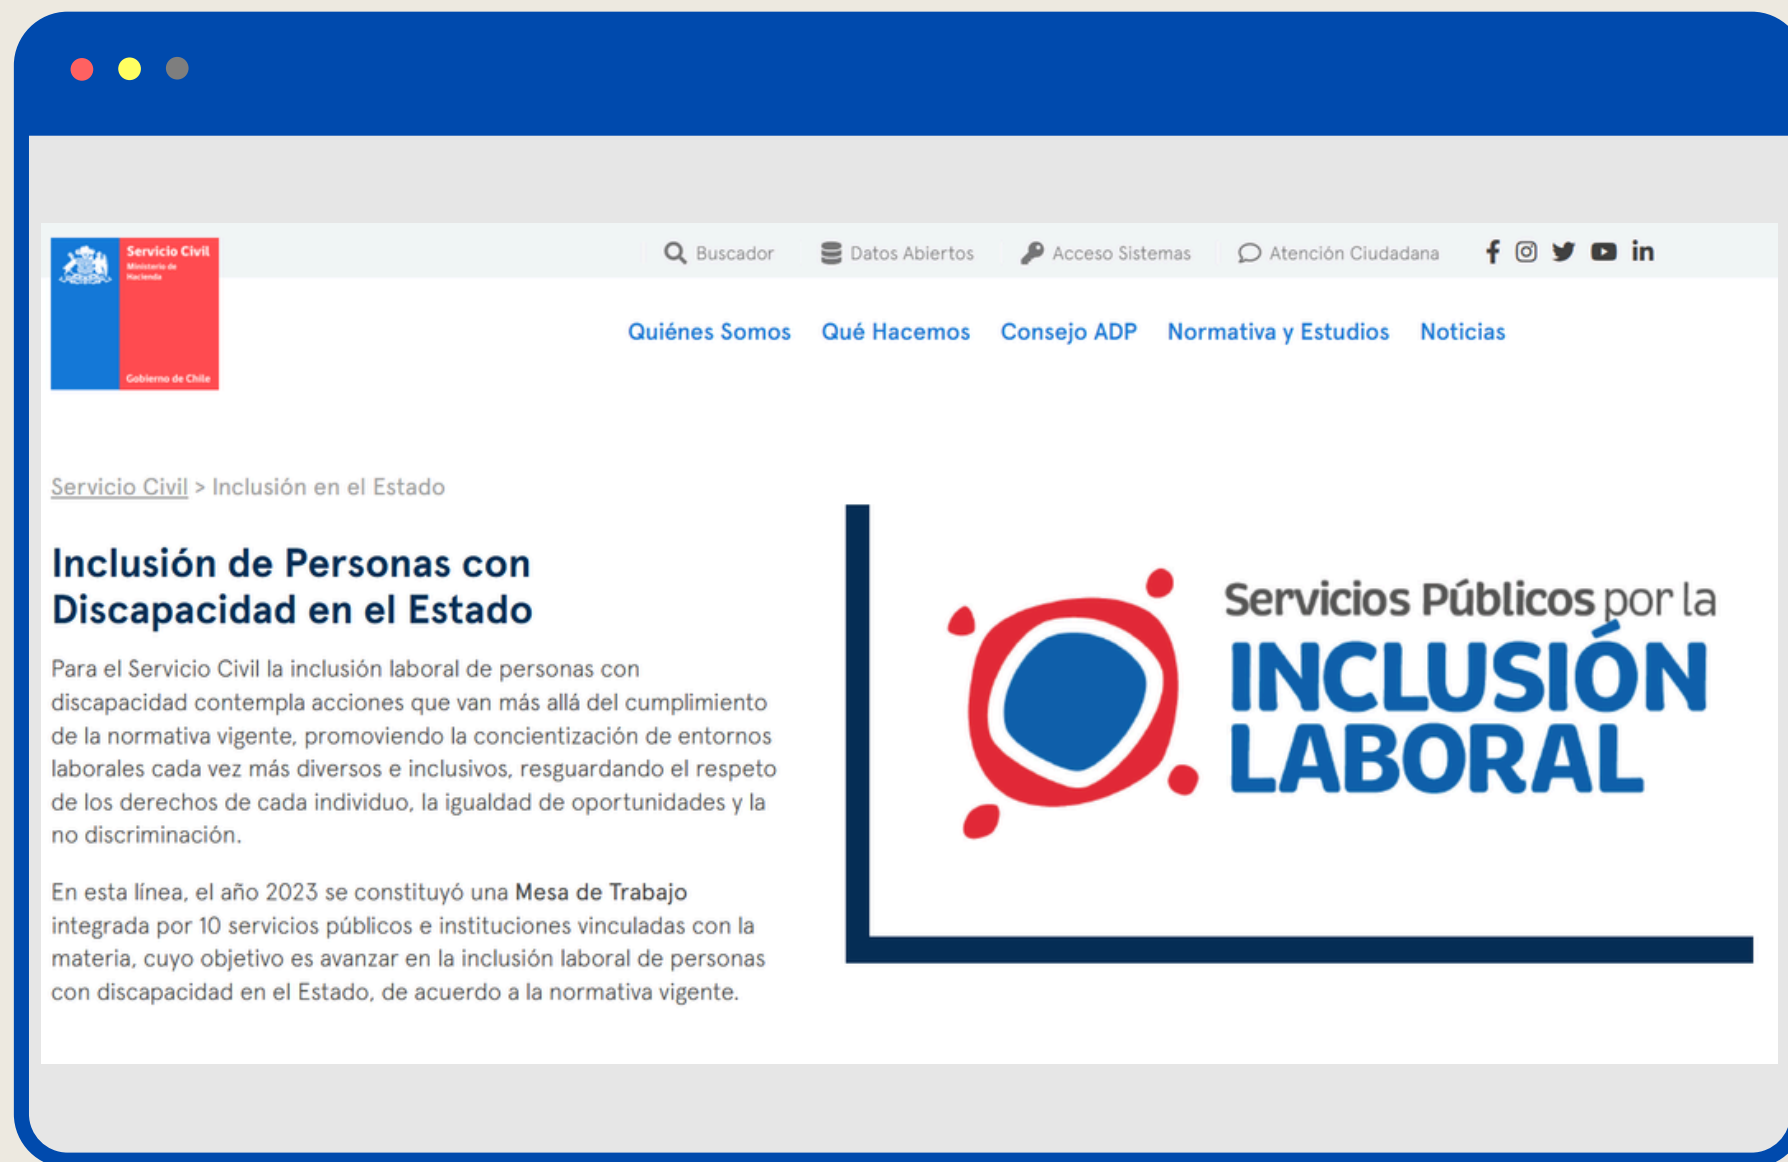 Servicio Civil
Ministerio de
Hacienda
Gobierno de Chile
Buscador
Datos Abiertos
Acceso Sistemas
Atención Ciudadana
Quiénes Somos
Qué Hacemos
Consejo ADP
Normativa y Estudios
Noticias
Servicio Civil > Inclusión en el Estado
Inclusión de Personas con
Discapacidad en el Estado
Para el Servicio Civil la inclusión laboral de personas con
discapacidad contempla acciones que van más allá del cumplimiento
de la normativa vigente, promoviendo la concientización de entornos
laborales cada vez más diversos e inclusivos, resguardando el respeto
de los derechos de cada individuo, la igualdad de oportunidades y la
no discriminación.
En esta línea, el año 2023 se constituyó una Mesa de Trabajo
integrada por 10 servicios públicos e instituciones vinculadas con la
materia, cuyo objetivo es avanzar en la inclusión laboral de personas
con discapacidad en el Estado, de acuerdo a la normativa vigente.
Servicios Públicos por la
INCLUSIÓN
LABORAL